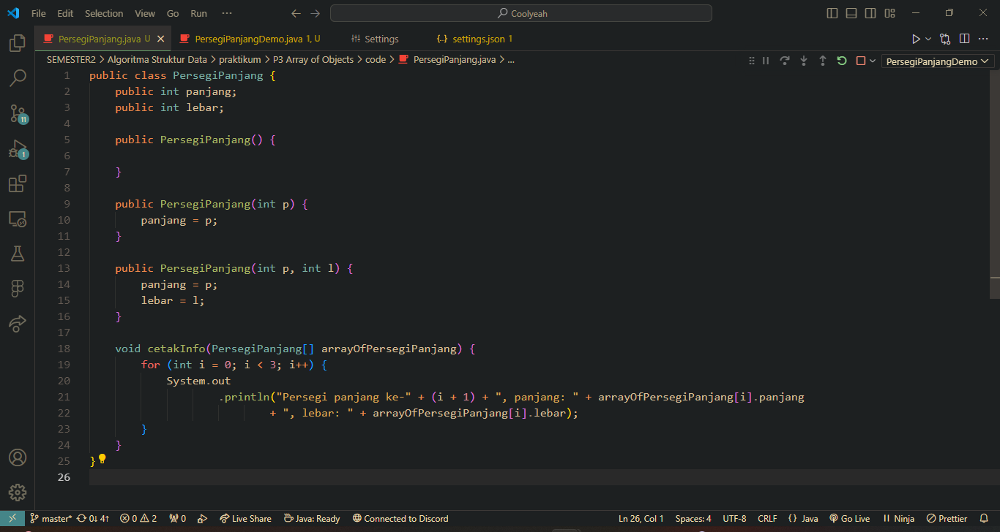 File Edit Selection View Go Run ··· Coolyeah
PersegiPanjang.java U PersegiPanjangDemo.java 1, U Settings {..} settings.json 1
SEMESTER2 > Algoritma Struktur Data > praktikum > P3 Array of Objects > code > PersegiPanjang.java > ... PersegiPanjangDemo
1 public class PersegiPanjang {
2 public int panjang;
3 public int lebar;
4
5 public PersegiPanjang() {
6
7 }
8
9 public PersegiPanjang(int p) {
10 panjang = p;
11 }
12
13 public PersegiPanjang(int p, int l) {
14 panjang = p;
15 lebar = l;
16 }
17
18 void cetakInfo(PersegiPanjang[] arrayOfPersegiPanjang) {
19 for (int i = 0; i < 3; i++) {
20 System.out
21 .println("Persegi panjang ke-" + (i + 1) + ", panjang: " + arrayOfPersegiPanjang[i].panjang
22 + ", lebar: " + arrayOfPersegiPanjang[i].lebar);
23 }
24 }
25 }
26
11
1
master* 0↓ 4↑ 0 2 0 Live Share Java: Ready Connected to Discord Ln 26, Col 1 Spaces: 4 UTF-8 CRLF {} Java Go Live Ninja Prettier